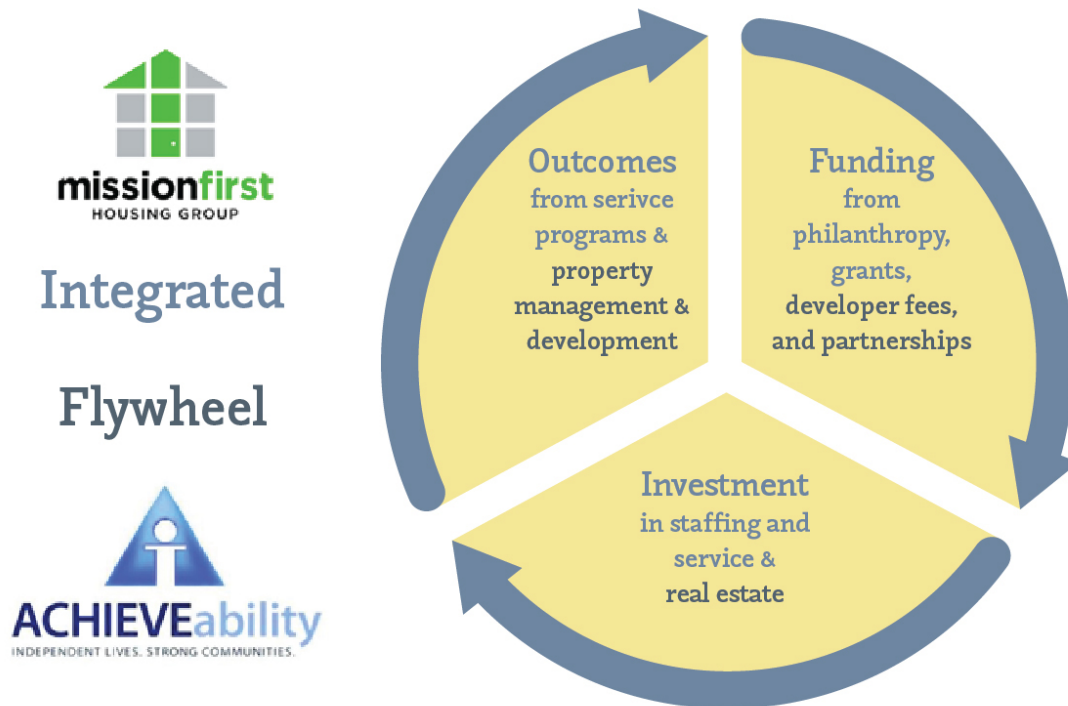 missionfirst
HOUSING GROUP
Integrated
Flywheel
ACHIEVEability
INDEPENDENT LIVES. STRONG COMMUNITIES.
Outcomes
from serivce
programs &
property
management &
development
Funding
from
philanthropy,
grants,
developer fees,
and partnerships
Investment
in staffing and
service &
real estate